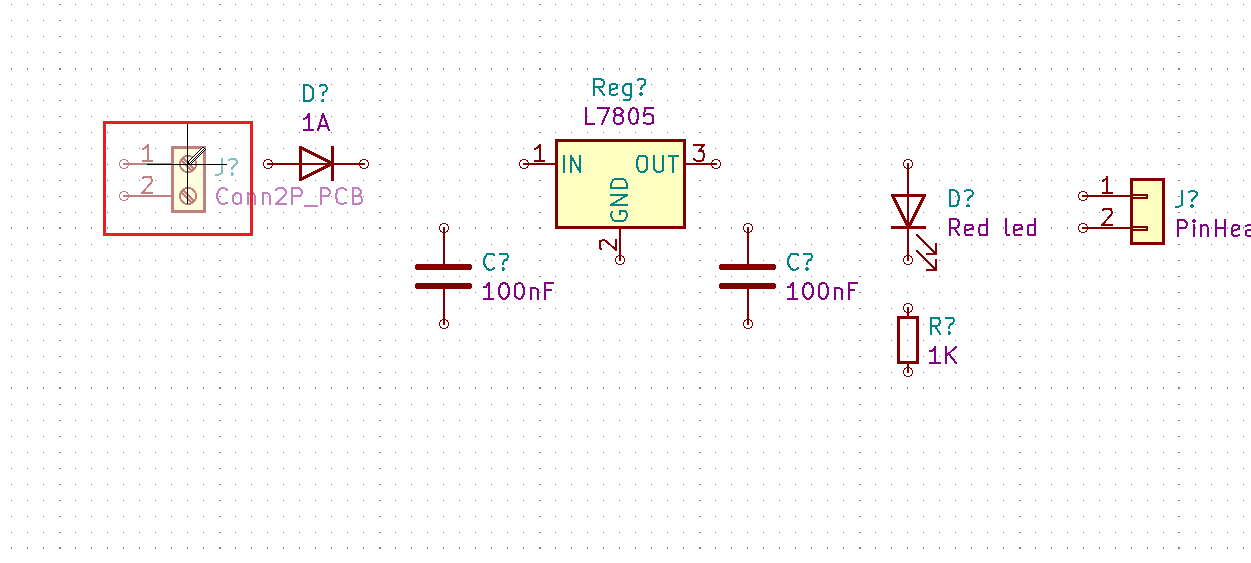 1
2
J?
Conn2P_PCB
D?
1A
Reg?
L7805
1
IN
OUT
3
GND
2
C?
100nF
C?
100nF
D?
Red led
R?
1K
1
2
J?